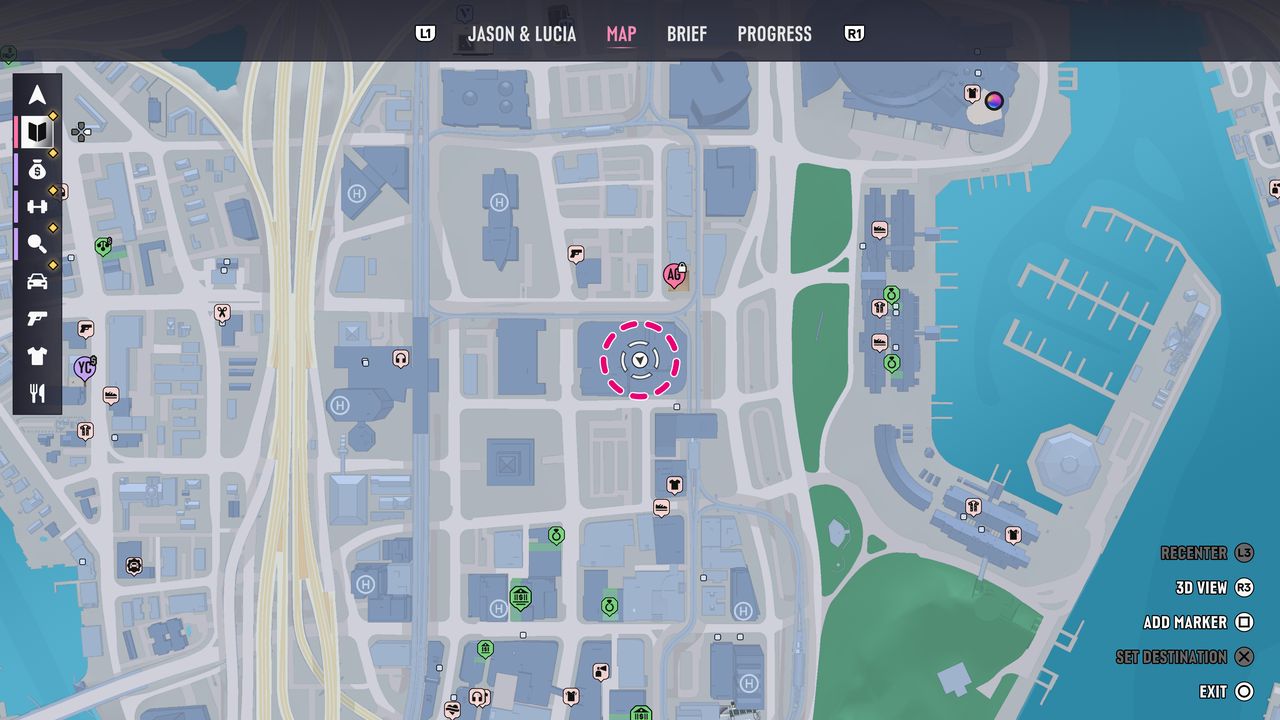 L1 JASON & LUCIA MAP BRIEF PROGRESS R1
H
H
AG
YC
H
H
H
H
H
RECENTER L3
3D VIEW R3
ADD MARKER
SET DESTINATION
EXIT